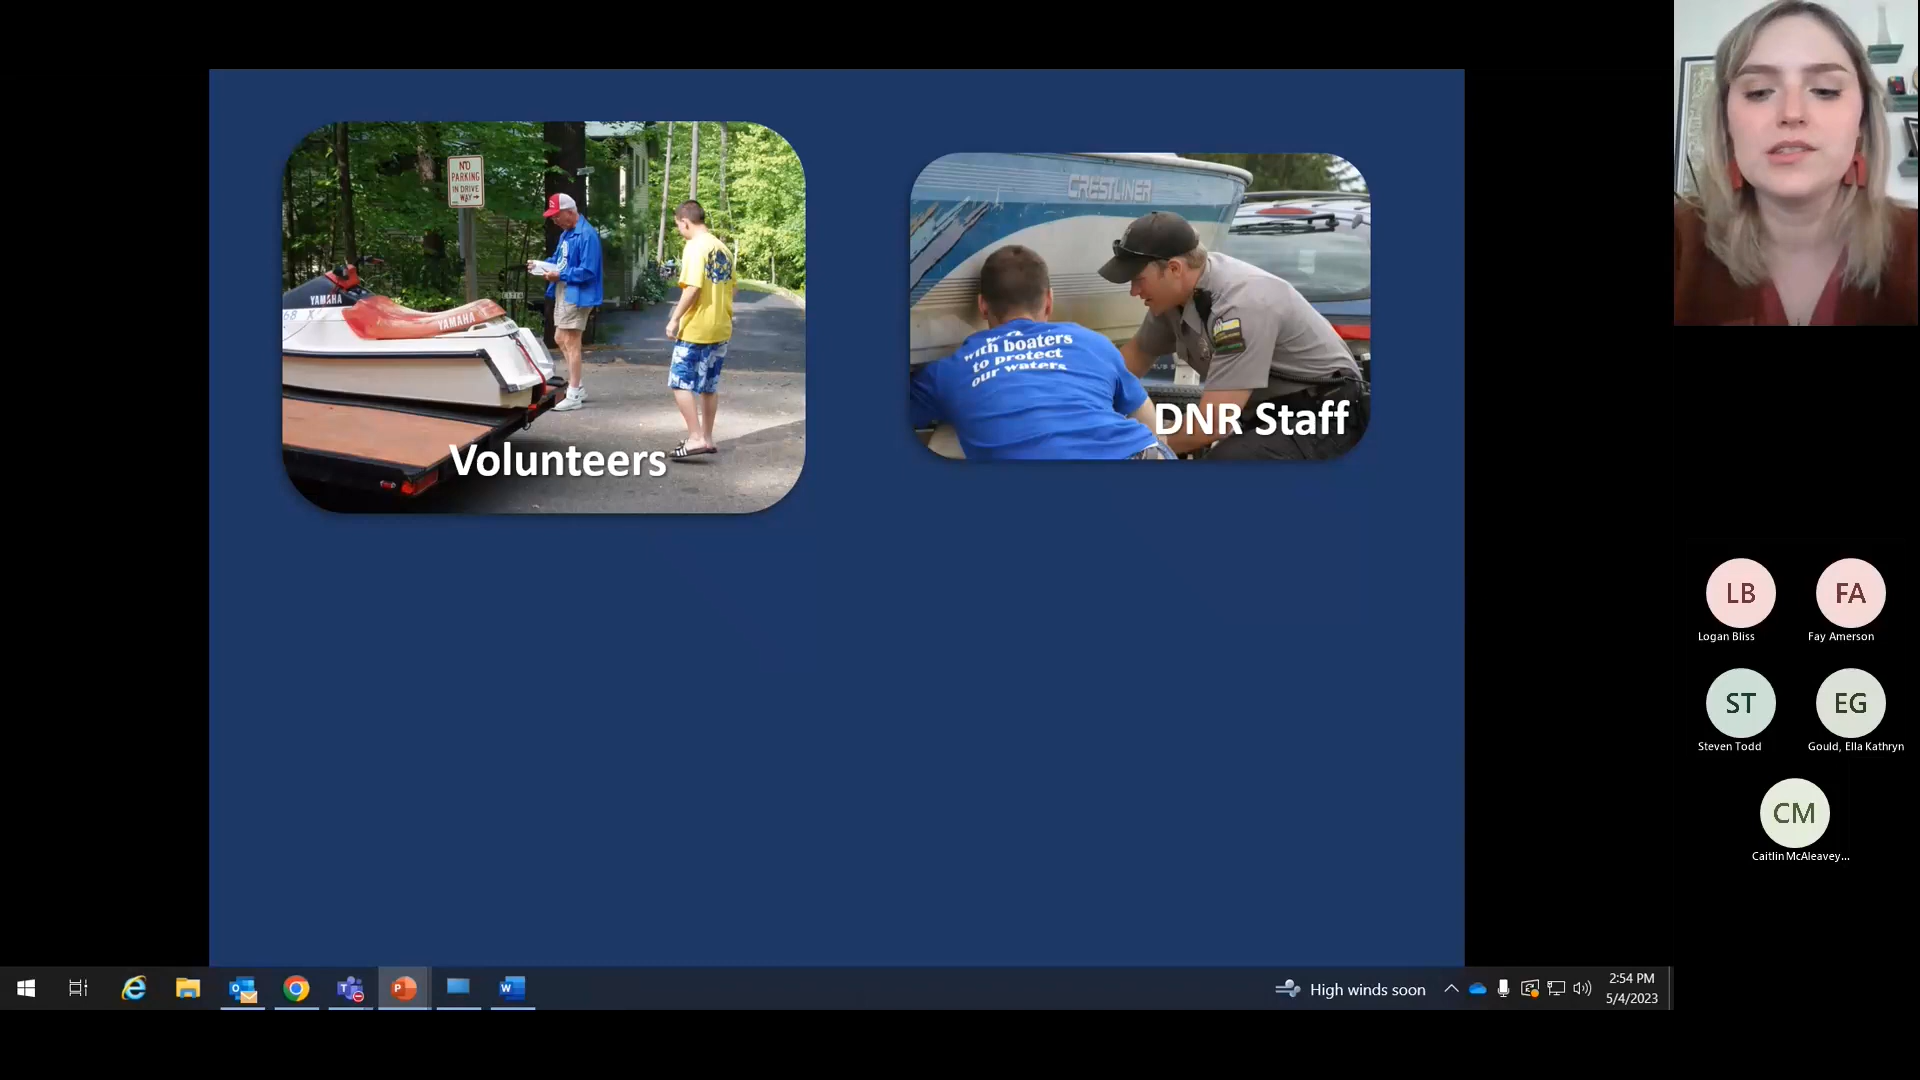 NO
PARKING
IN DRIVE
WAY→
YAMAHA
68 X
YAMAHA
Volunteers
CRESTLINER
with boaters
to protect
our waters
DNR Staff
LB
Logan Bliss
FA
Fay Amerson
ST
Steven Todd
EG
Gould, Ella Kathryn
CM
Caitlin McAleavey...
High winds soon
2:54 PM
5/4/2023